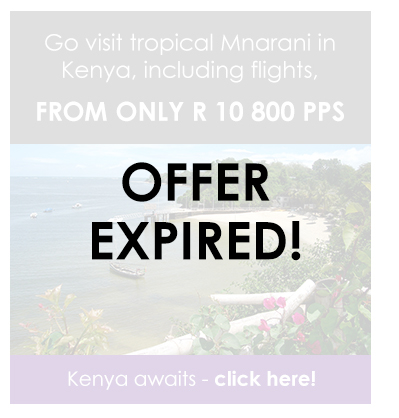 Go visit tropical Mnarani in
Kenya, including flights,
FROM ONLY R 10 800 PPS
OFFER
EXPIRED!
Kenya awaits - click here!